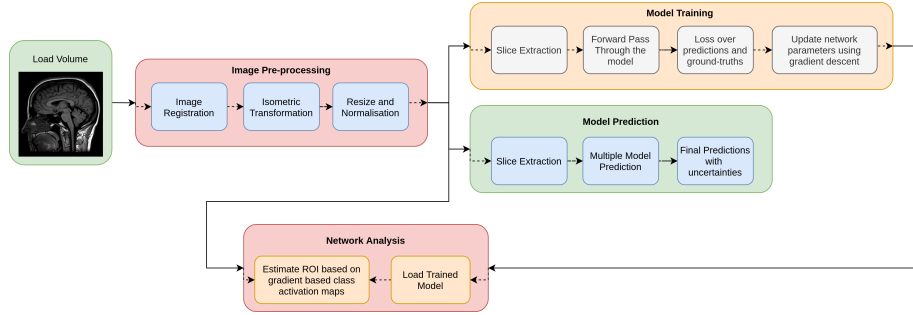 Load Volume
Image Pre-processing
Image
Registration
Isometric
Transformation
Resize and
Normalisation
Model Training
Slice Extraction
Forward Pass
Through the
model
Loss over
predictions and
ground-truths
Update network
parameters using
gradient descent
Model Prediction
Slice Extraction
Multiple Model
Prediction
Final Predictions
with
uncertainties
Network Analysis
Estimate ROI based on
gradient based class
activation maps
Load Trained
Model